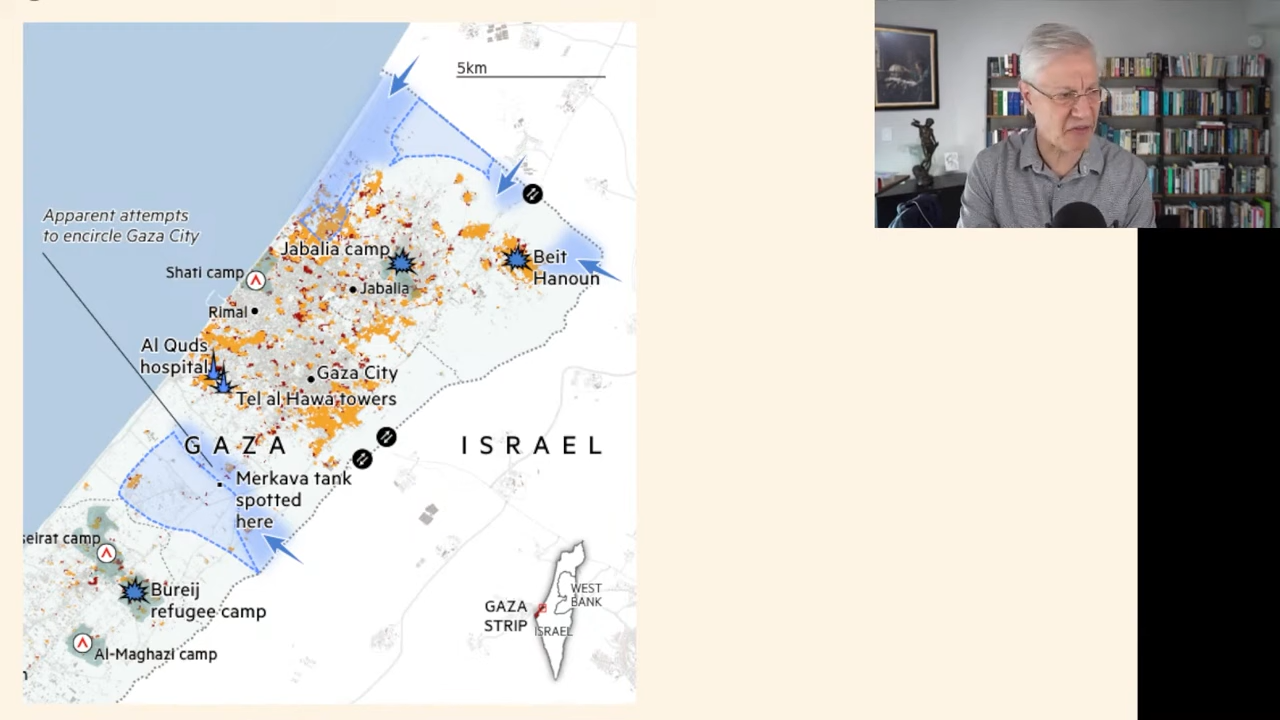 5km
Apparent attempts
to encircle Gaza City
Jabalia camp
Beit
Hanoun
Shati camp
Jabalia
Rimal
Al Quds
hospital
Gaza City
Tel al Hawa towers
GAZA
ISRAEL
Merkava tank
spotted
here
seirat camp
Bureij
refugee camp
WEST
BANK
GAZA
STRIP
ISRAEL
Al-Maghazi camp